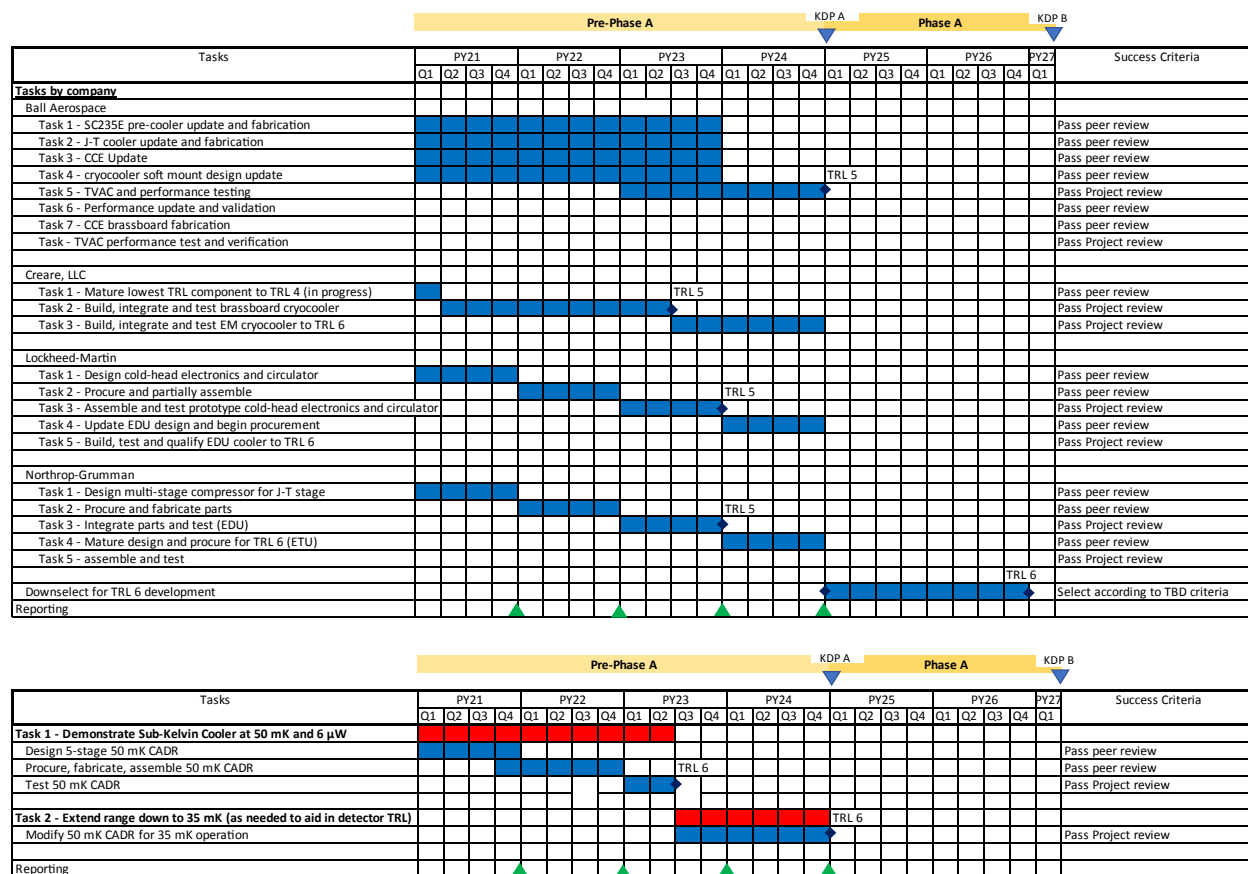 KDP A
KDP B
Pre-Phase A
Phase A
Tasks PY21 PY22 PY23 PY24 PY25 PY26 PY27 Success Criteria
Q1 Q2 Q3 Q4 Q1 Q2 Q3 Q4 Q1 Q2 Q3 Q4 Q1 Q2 Q3 Q4 Q1 Q2 Q3 Q4 Q1 Q2 Q3 Q4 Q1
Tasks by company
Ball Aerospace
Task 1 - SC235E pre-cooler update and fabrication Pass peer review
Task 2 - J-T cooler update and fabrication Pass peer review
Task 3 - CCE Update Pass peer review
Task 4 - cryocooler soft mount design update TRL 5 Pass peer review
Task 5 - TVAC and performance testing Pass Project review
Task 6 - Performance update and validation Pass peer review
Task 7 - CCE brassboard fabrication Pass peer review
Task - TVAC performance test and verification Pass Project review
Creare, LLC
Task 1 - Mature lowest TRL component to TRL 4 (in progress) TRL 5 Pass peer review
Task 2 - Build, integrate and test brassboard cryocooler Pass Project review
Task 3 - Build, integrate and test EM cryocooler to TRL 6 Pass Project review
Lockheed-Martin
Task 1 - Design cold-head electronics and circulator Pass peer review
Task 2 - Procure and partially assemble TRL 5 Pass peer review
Task 3 - Assemble and test prototype cold-head electronics and circulator Pass Project review
Task 4 - Update EDU design and begin procurement Pass peer review
Task 5 - Build, test and qualify EDU cooler to TRL 6 Pass Project review
Northrop-Grumman
Task 1 - Design multi-stage compressor for J-T stage Pass peer review
Task 2 - Procure and fabricate parts TRL 5 Pass peer review
Task 3 - Integrate parts and test (EDU) Pass Project review
Task 4 - Mature design and procure for TRL 6 (ETU) Pass peer review
Task 5 - assemble and test Pass Project review
TRL 6
Downselect for TRL 6 development Select according to TBD criteria
Reporting
KDP A
KDP B
Pre-Phase A
Phase A
Tasks PY21 PY22 PY23 PY24 PY25 PY26 PY27 Success Criteria
Q1 Q2 Q3 Q4 Q1 Q2 Q3 Q4 Q1 Q2 Q3 Q4 Q1 Q2 Q3 Q4 Q1 Q2 Q3 Q4 Q1 Q2 Q3 Q4 Q1
Task 1 - Demonstrate Sub-Kelvin Cooler at 50 mK and 6 μW
Design 5-stage 50 mK CADR Pass peer review
Procure, fabricate, assemble 50 mK CADR TRL 6 Pass peer review
Test 50 mK CADR Pass Project review
Task 2 - Extend range down to 35 mK (as needed to aid in detector TRL) TRL 6
Modify 50 mK CADR for 35 mK operation Pass Project review
Reporting